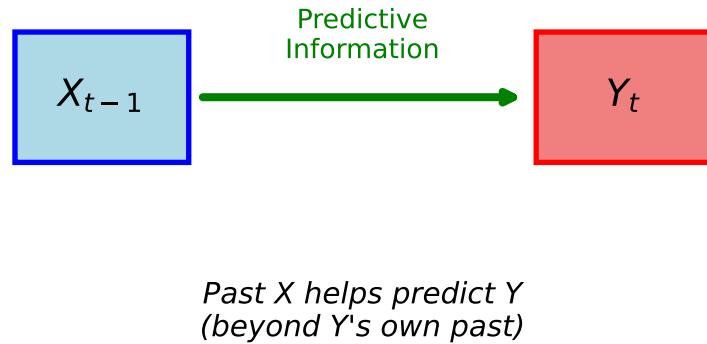 Predictive
Information
X_{t-1}
Y_t
Past X helps predict Y
(beyond Y's own past)